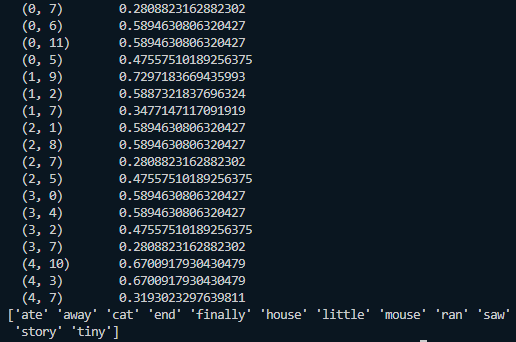 (0, 7) 0.2808823162882302
(0, 6) 0.5894630806320427
(0, 11) 0.5894630806320427
(0, 5) 0.47557510189256375
(1, 9) 0.7297183669435993
(1, 2) 0.5887321837696324
(1, 7) 0.3477147117091919
(2, 1) 0.5894630806320427
(2, 8) 0.5894630806320427
(2, 7) 0.2808823162882302
(2, 5) 0.47557510189256375
(3, 0) 0.5894630806320427
(3, 4) 0.5894630806320427
(3, 2) 0.47557510189256375
(3, 7) 0.2808823162882302
(4, 10) 0.6700917930430479
(4, 3) 0.6700917930430479
(4, 7) 0.3193023297639811
['ate' 'away' 'cat' 'end' 'finally' 'house' 'little' 'mouse' 'ran' 'saw'
'story' 'tiny']